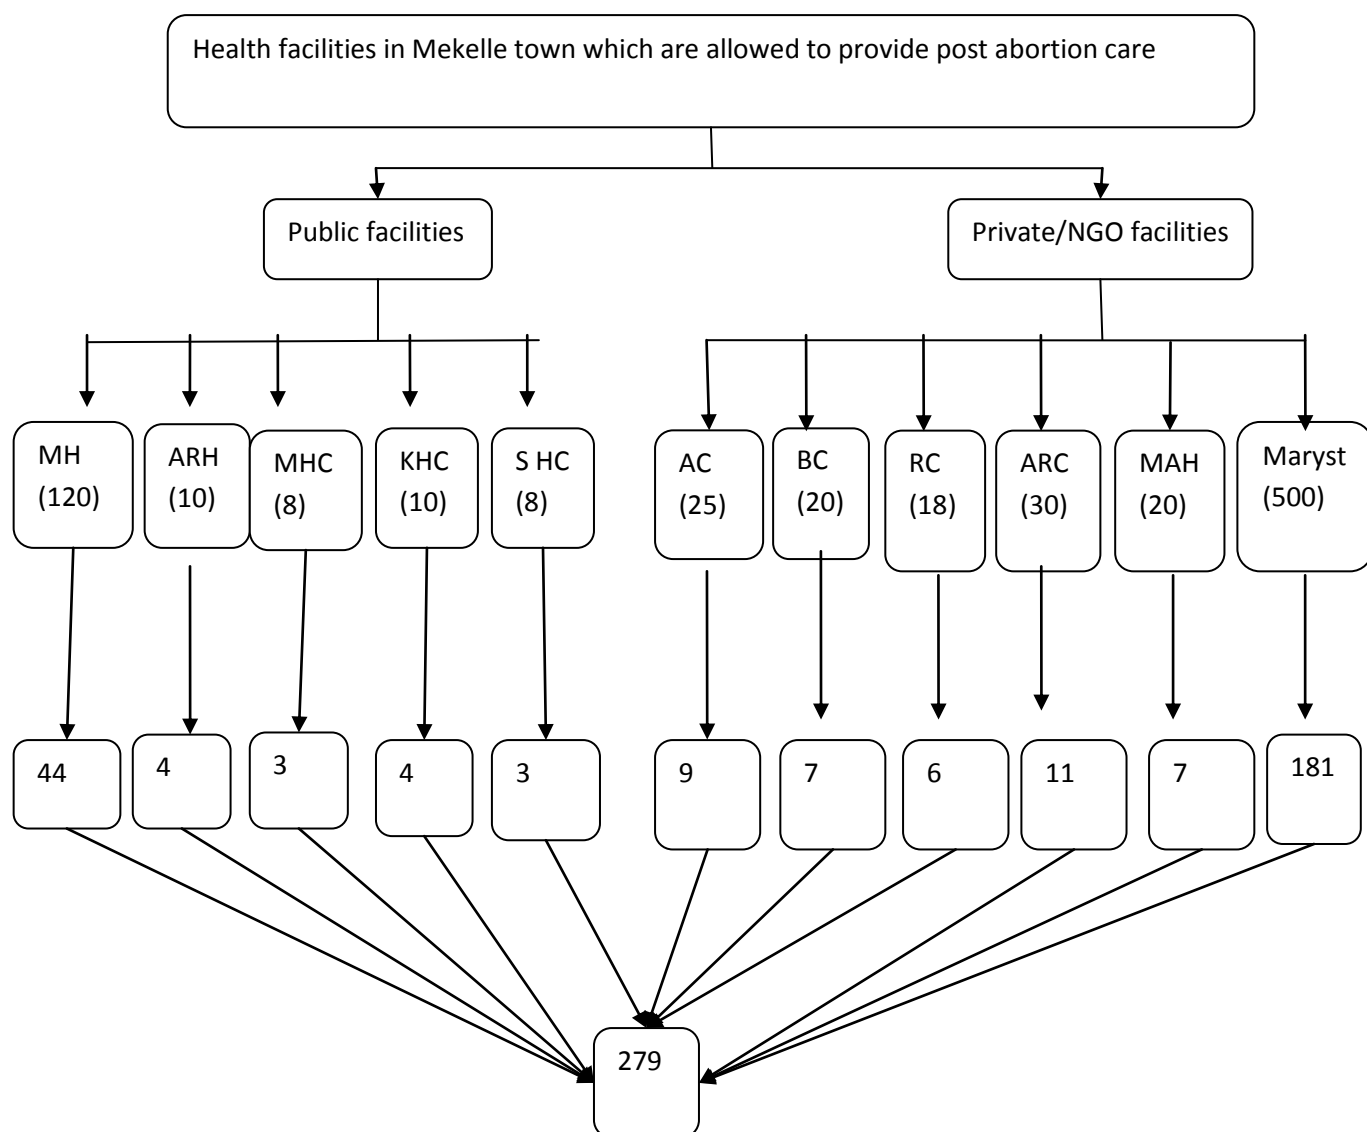 Health facilities in Mekelle town which are allowed to provide post abortion care
Public facilities
Private/NGO facilities
MH
(120)
ARH
(10)
MHC
(8)
KHC
(10)
S HC
(8)
AC
(25)
BC
(20)
RC
(18)
ARC
(30)
MAH
(20)
Maryst
(500)
44
4
3
4
3
9
7
6
11
7
181
279